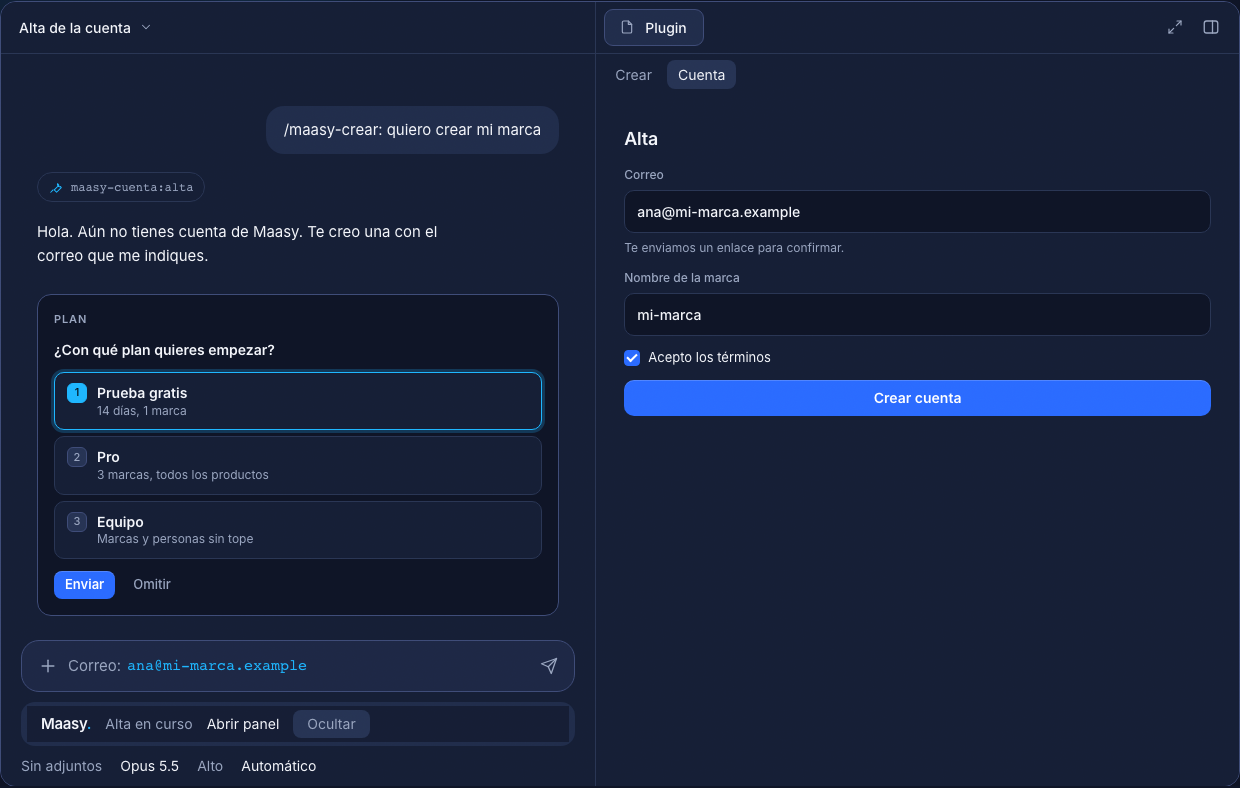 Alta de la cuenta
/maasy-crear: quiero crear mi marca
maasy-cuenta:alta
Hola. Aún no tienes cuenta de Maasy. Te creo una con el
correo que me indiques.
PLAN
¿Con qué plan quieres empezar?
1 Prueba gratis
14 días, 1 marca
2 Pro
3 marcas, todos los productos
3 Equipo
Marcas y personas sin tope
Enviar Omitir
Correo: ana@mi-marca.example
Maasy. Alta en curso Abrir panel Ocultar
Sin adjuntos Opus 5.5 Alto Automático
Plugin
Crear Cuenta
Alta
Correo
ana@mi-marca.example
Te enviamos un enlace para confirmar.
Nombre de la marca
mi-marca
Acepto los términos
Crear cuenta